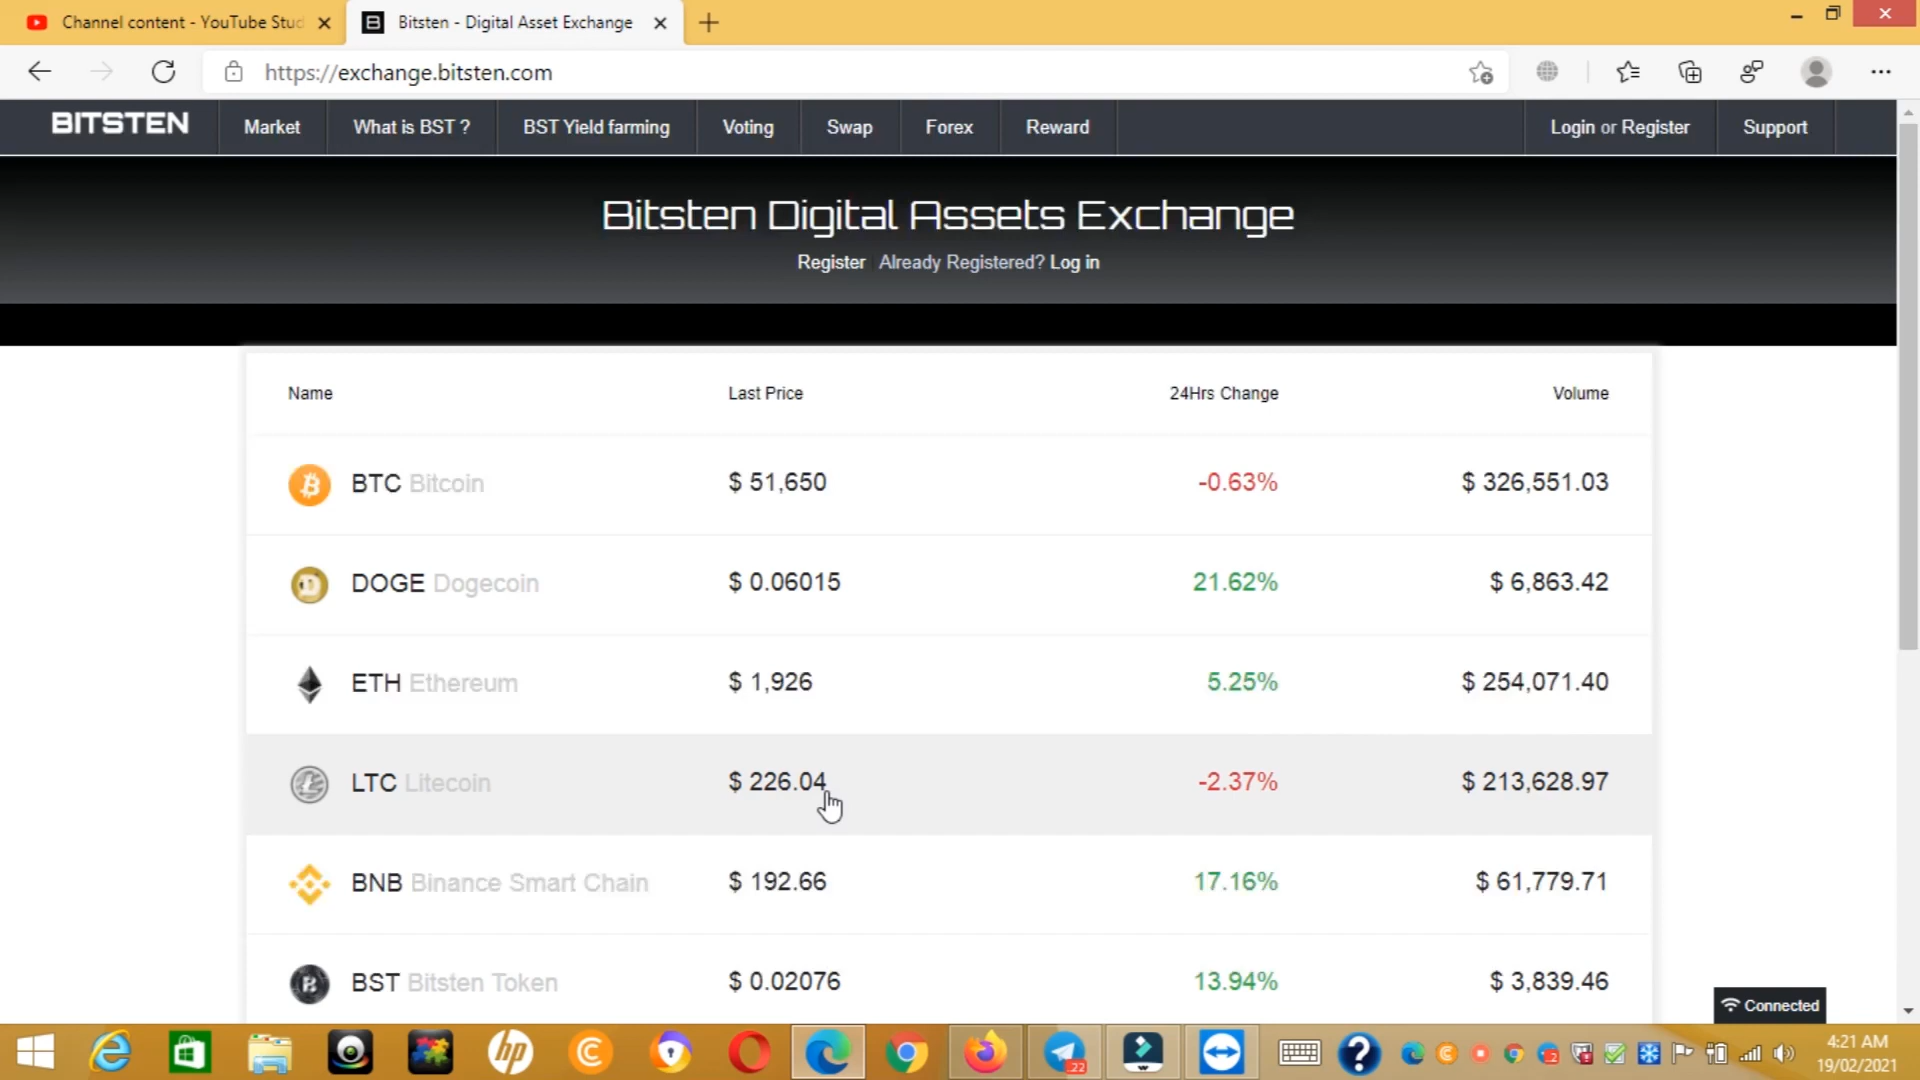 Channel content - YouTube Stud
Bitsten - Digital Asset Exchange
https://exchange.bitsten.com
BITSTEN Market What is BST ? BST Yield farming Voting Swap Forex Reward Login or Register Support
Bitsten Digital Assets Exchange
Register Already Registered? Log in
Name Last Price 24Hrs Change Volume
BTC Bitcoin $ 51,650 -0.63% $ 326,551.03
DOGE Dogecoin $ 0.06015 21.62% $ 6,863.42
ETH Ethereum $ 1,926 5.25% $ 254,071.40
LTC Litecoin $ 226.04 -2.37% $ 213,628.97
BNB Binance Smart Chain $ 192.66 17.16% $ 61,779.71
BST Bitsten Token $ 0.02076 13.94% $ 3,839.46
Connected
hp
22
4:21 AM
19/02/2021